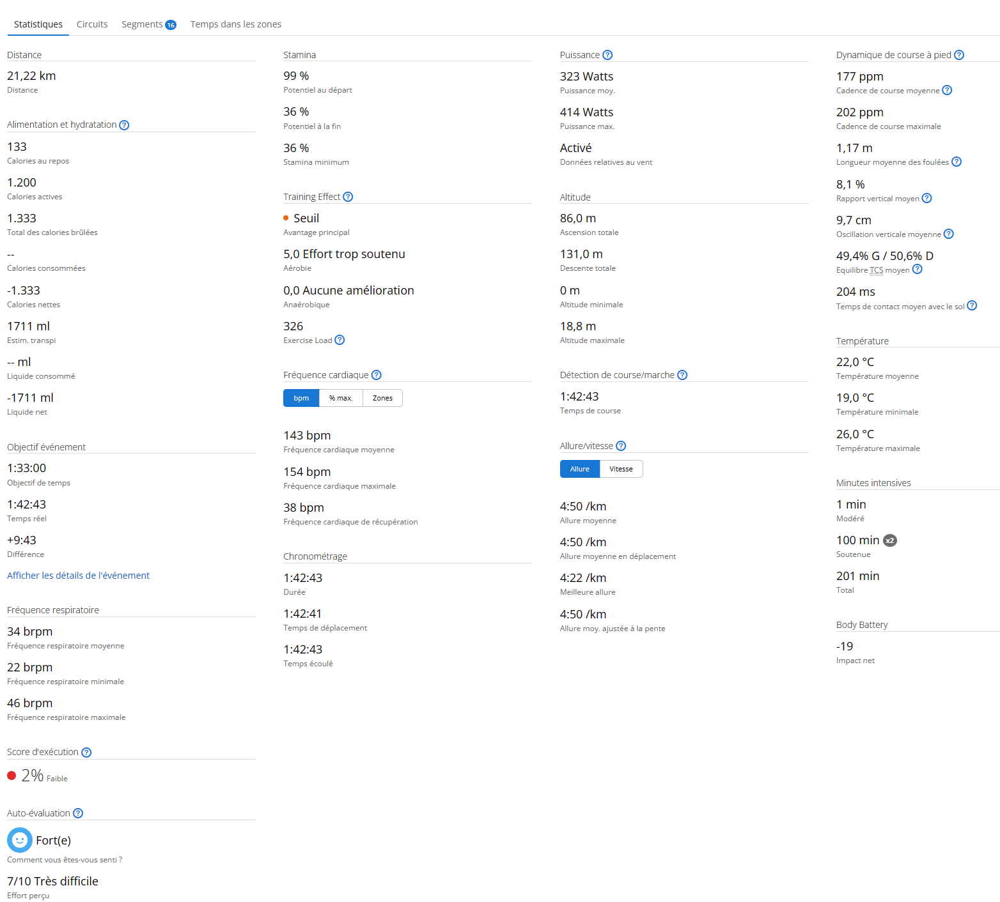 Statistiques
Circuits
Segments 16
Temps dans les zones
Distance
21,22 km
Distance
Alimentation et hydratation ?
133
Calories au repos
1.200
Calories actives
1.333
Total des calories brûlées
--
Calories consommées
-1.333
Calories nettes
1711 ml
Estim. transpi
-- ml
Liquide consommé
-1711 ml
Liquide net
Objectif événement
1:33:00
Objectif de temps
1:42:43
Temps réel
+9:43
Différence
Afficher les détails de l'événement
Fréquence respiratoire
34 brpm
Fréquence respiratoire moyenne
22 brpm
Fréquence respiratoire minimale
46 brpm
Fréquence respiratoire maximale
Score d'exécution ?
2% Faible
Auto-évaluation ?
Fort(e)
Comment vous êtes-vous senti ?
7/10 Très difficile
Effort perçu
Stamina
99 %
Potentiel au départ
36 %
Potentiel à la fin
36 %
Stamina minimum
Training Effect ?
Seuil
Avantage principal
5,0 Effort trop soutenu
Aérobie
0,0 Aucune amélioration
Anaérobique
326
Exercise Load ?
Fréquence cardiaque ?
bpm
% max.
Zones
143 bpm
Fréquence cardiaque moyenne
154 bpm
Fréquence cardiaque maximale
38 bpm
Fréquence cardiaque de récupération
Chronométrage
1:42:43
Durée
1:42:41
Temps de déplacement
1:42:43
Temps écoulé
Puissance ?
323 Watts
Puissance moy.
414 Watts
Puissance max.
Activé
Données relatives au vent
Altitude
86,0 m
Ascension totale
131,0 m
Descente totale
0 m
Altitude minimale
18,8 m
Altitude maximale
Détection de course/marche ?
1:42:43
Temps de course
Allure/vitesse ?
Allure
Vitesse
4:50 /km
Allure moyenne
4:50 /km
Allure moyenne en déplacement
4:22 /km
Meilleure allure
4:50 /km
Allure moy. ajustée à la pente
Dynamique de course à pied ?
177 ppm
Cadence de course moyenne ?
202 ppm
Cadence de course maximale
1,17 m
Longueur moyenne des foulées ?
8,1 %
Rapport vertical moyen ?
9,7 cm
Oscillation verticale moyenne ?
49,4% G / 50,6% D
Equilibre TCS moyen ?
204 ms
Temps de contact moyen avec le sol ?
Température
22,0 °C
Température moyenne
19,0 °C
Température minimale
26,0 °C
Température maximale
Minutes intensives
1 min
Modéré
100 min x2
Soutenue
201 min
Total
Body Battery
-19
Impact net